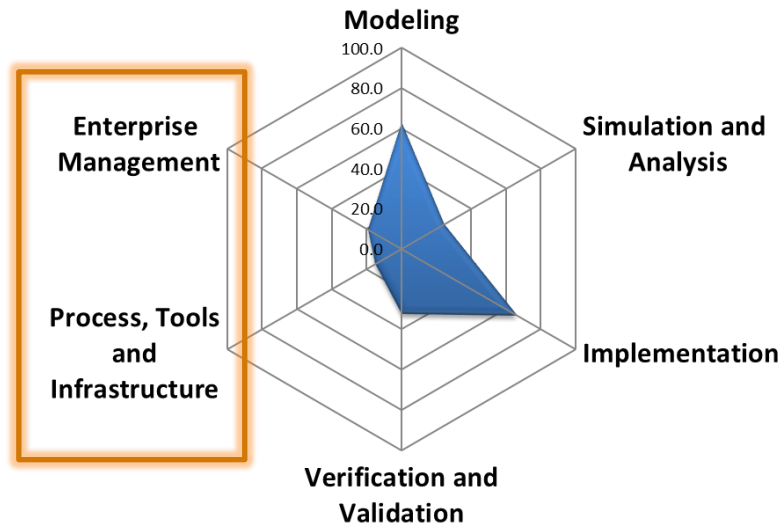 Modeling
100.0
80.0
60.0
40.0
20.0
0.0
Enterprise
Management
Simulation and
Analysis
Process, Tools
and
Infrastructure
Implementation
Verification and
Validation